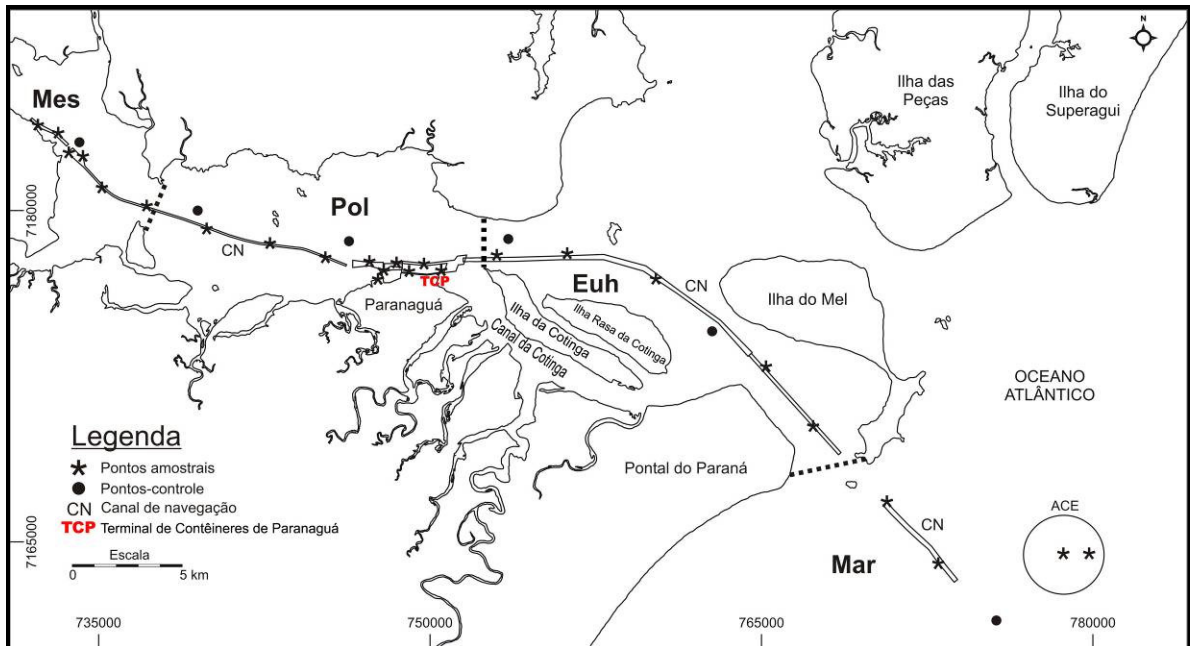 N
Ilha das
Peças
Ilha do
Superagui
Mes
7180000
Pol
CN
TCP
Paranaguá
Euh
CN
Ilha do Mel
Ilha Rasa da Cotinga
Ilha da Cotinga
Canal da Cotinga
OCEANO
ATLÂNTICO
Legenda
Pontos amostrais
Pontos-controle
CN Canal de navegação
TCP Terminal de Contêineres de Paranaguá
Escala
0 5 km
Pontal do Paraná
7165000
CN
Mar
ACE
735000 750000 765000 780000